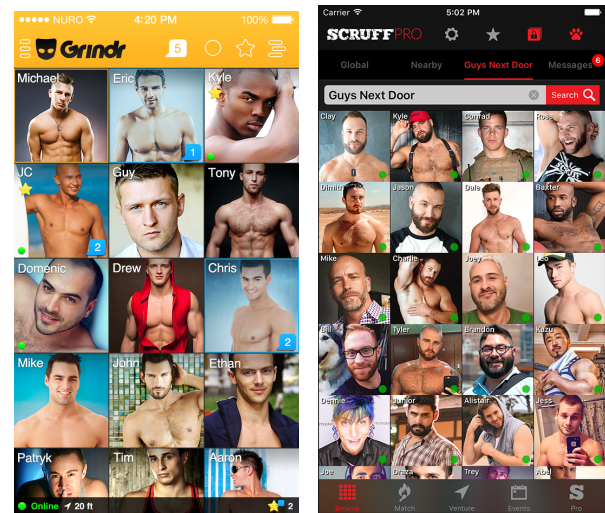 NURO 4:20 PM 100%
Grindr 5
Michael Eric Kyle
1
JC Guy Tony
2
Domenic Drew Chris
2
Mike John Ethan
Patryk Tim Aaron
Online 20 ft 2
Carrier 5:02 PM
SCRUFF PRO
Global Nearby Guys Next Door Messages 6
Guys Next Door Search
Clay Kyle Conrad Ross
Dimitri Jason Dale Baxter
Mike Charlie Joey Leo
Bill Tyler Brandon Kazu
Dennie Junior Alistair Jess
Joe Draza Trey Abel
Browse Match Venture Events Pro